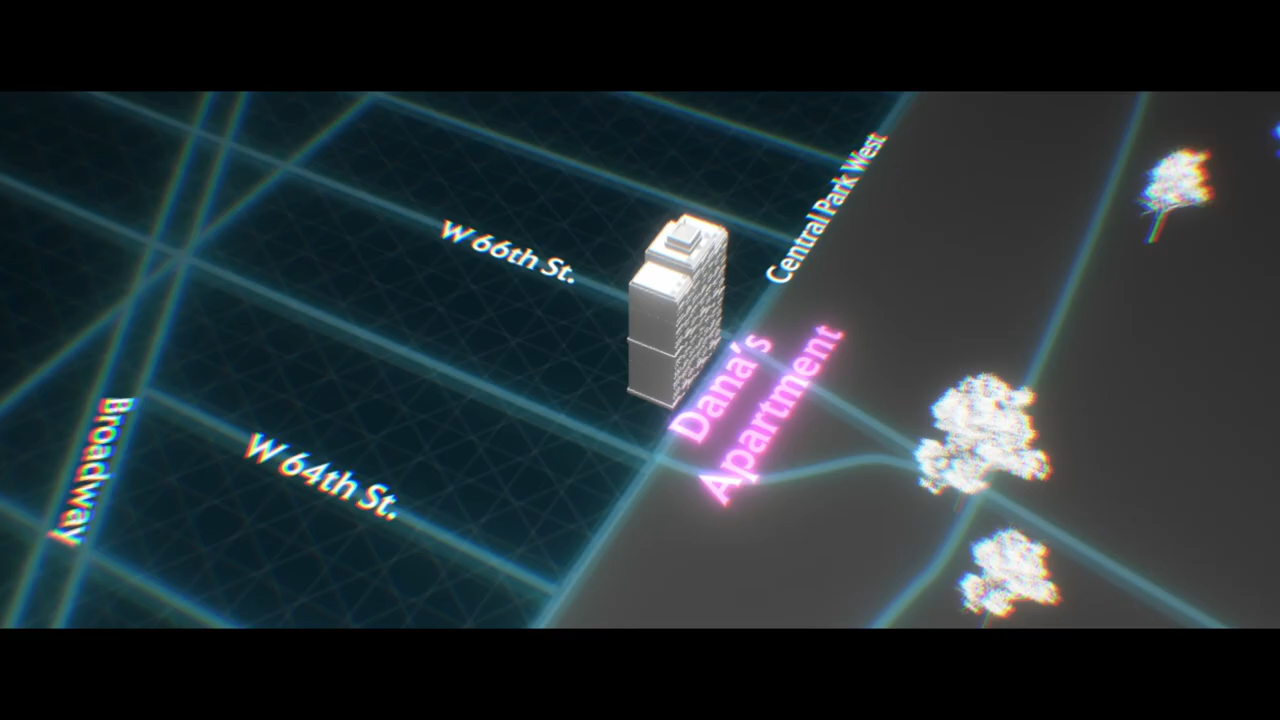 Central Park West
W 66th St.
Dana's
Apartment
Broadway
W 64th St.